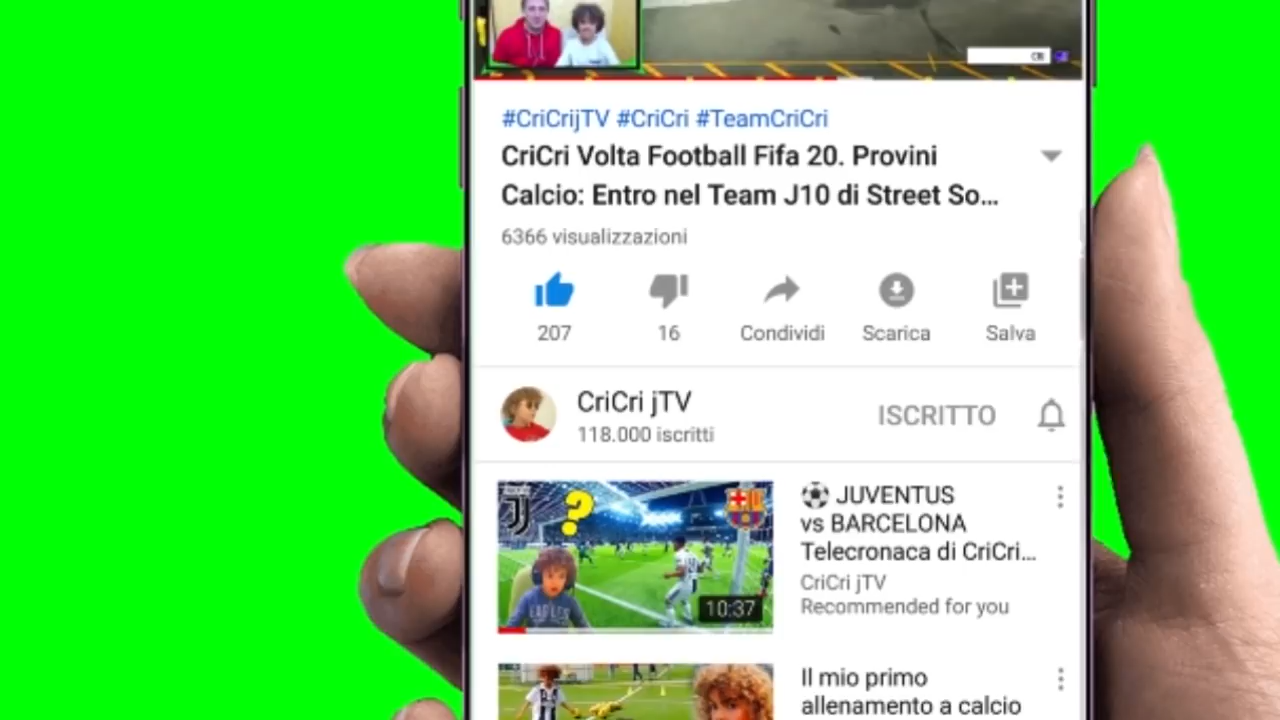 #CriCrijTV #CriCri #TeamCriCri
CriCri Volta Football Fifa 20. Provini
Calcio: Entro nel Team J10 di Street So...
6366 visualizzazioni
207
16
Condividi
Scarica
Salva
CriCri jTV
118.000 iscritti
ISCRITTO
?
10:37
JUVENTUS
vs BARCELONA
Telecronaca di CriCri...
CriCri jTV
Recommended for you
Il mio primo
allenamento a calcio